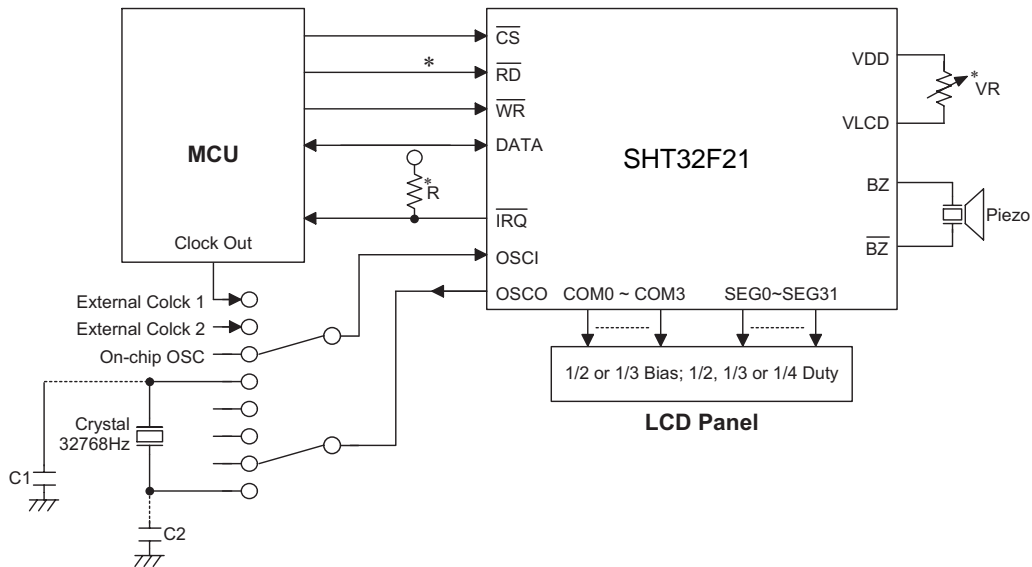 MCU
Clock Out
CS
RD
WR
DATA
IRQ
OSCI
OSCO
*
*
R
SHT32F21
VDD
VLCD
*
VR
BZ
BZ
Piezo
COM0 ~ COM3
SEG0~SEG31
1/2 or 1/3 Bias; 1/2, 1/3 or 1/4 Duty
LCD Panel
External Colck 1
External Colck 2
On-chip OSC
Crystal
32768Hz
C1
C2